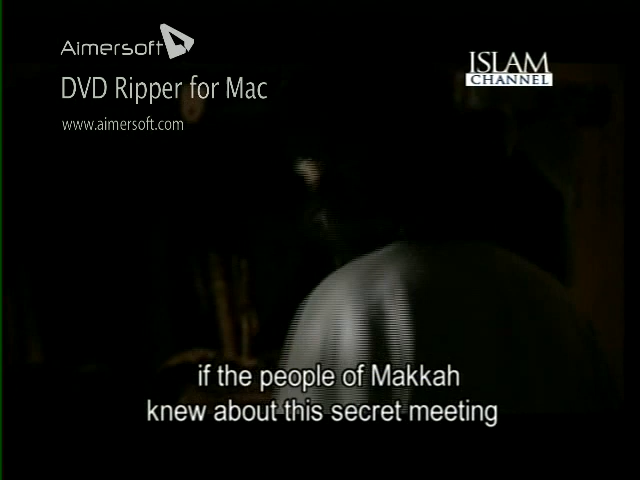 Aimersoft
DVD Ripper for Mac
www.aimersoft.com
ISLAM
CHANNEL
if the people of Makkah
knew about this secret meeting